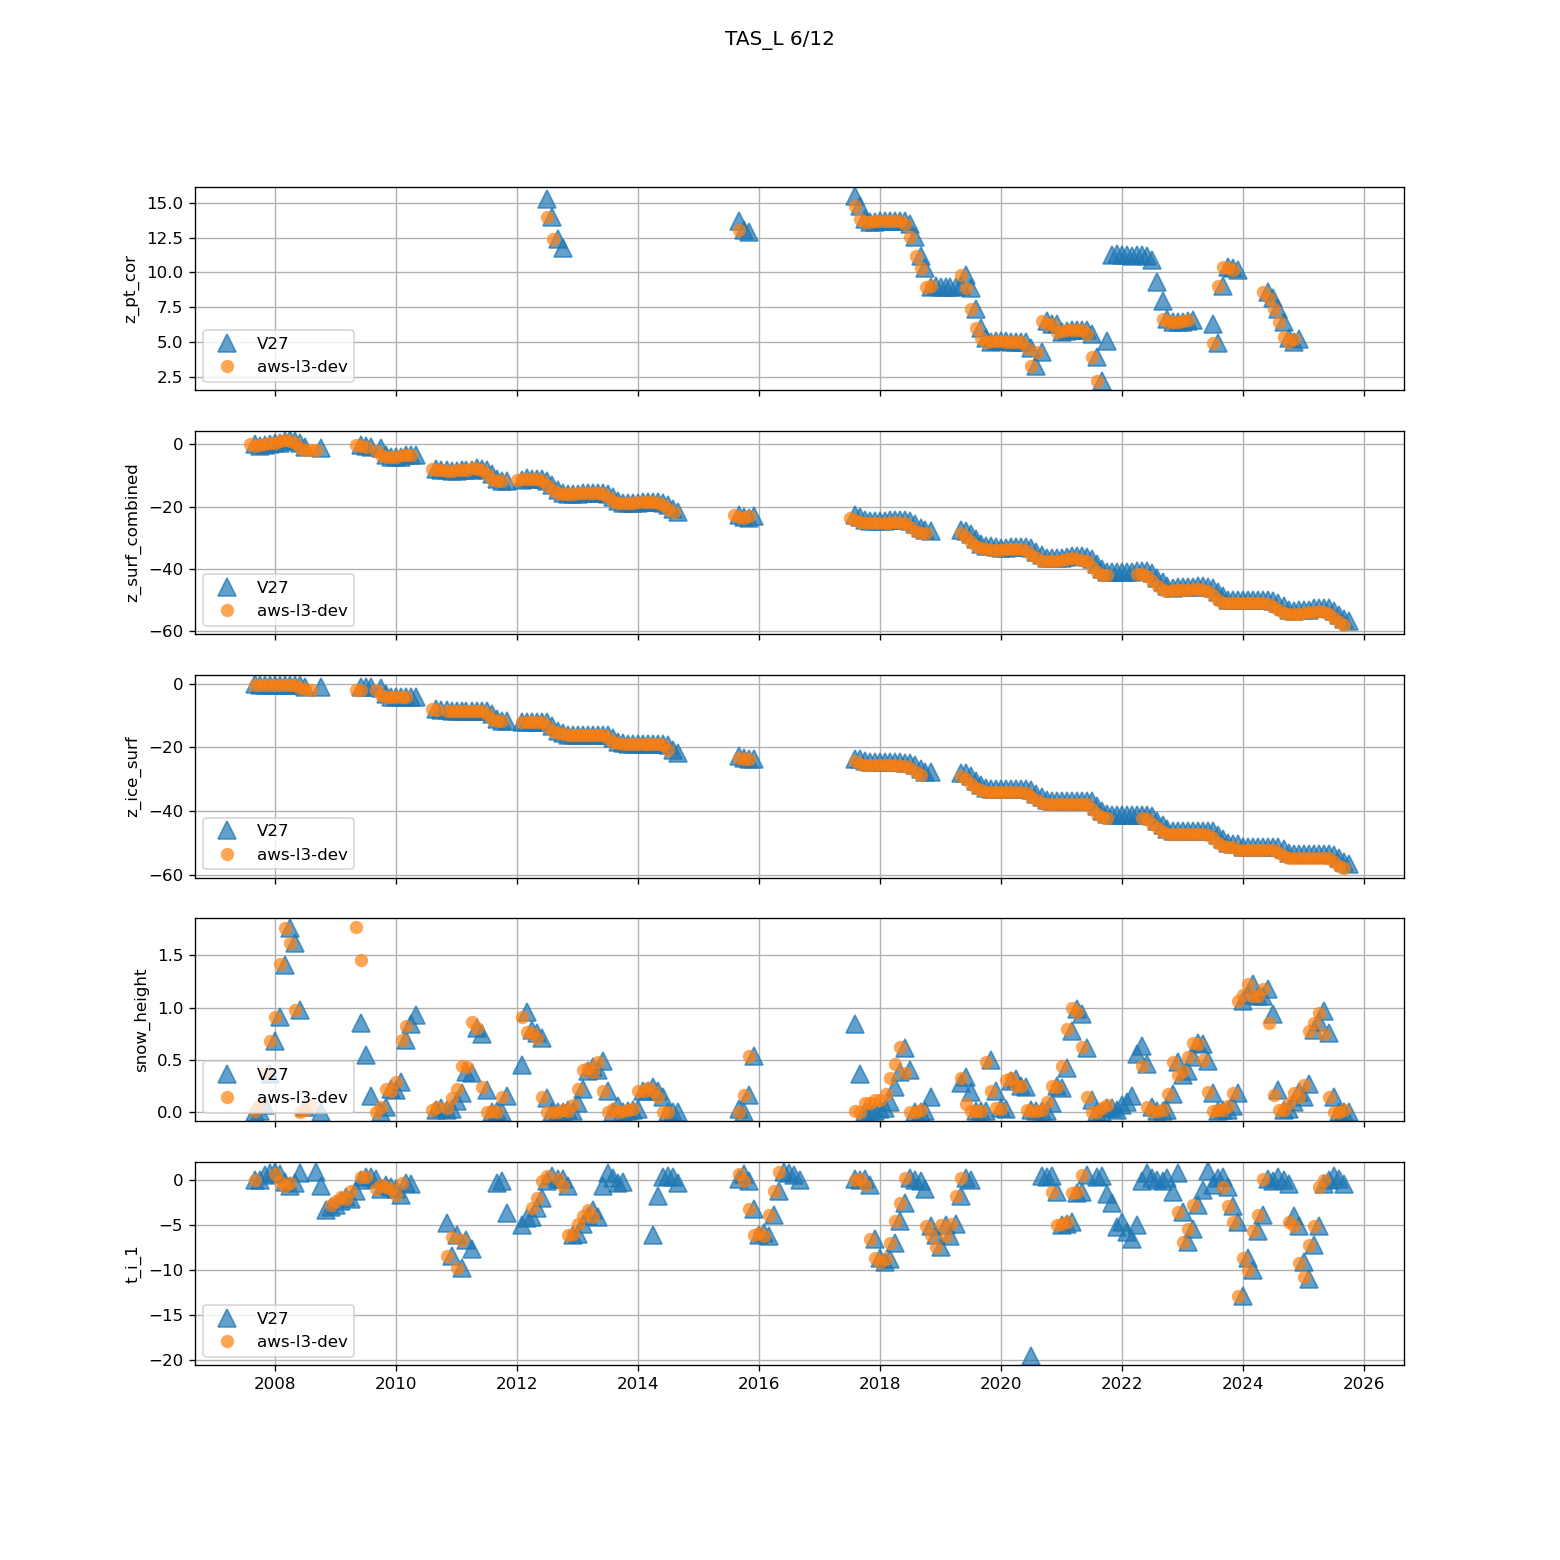 TAS_L 6/12
z_pt_cor
15.0
12.5
10.0
7.5
5.0
2.5
V27
aws-l3-dev
z_surf_combined
0
−20
−40
−60
V27
aws-l3-dev
z_ice_surf
0
−20
−40
−60
V27
aws-l3-dev
snow_height
1.5
1.0
0.5
0.0
V27
aws-l3-dev
t_i_1
0
−5
−10
−15
−20
V27
aws-l3-dev
2008 2010 2012 2014 2016 2018 2020 2022 2024 2026